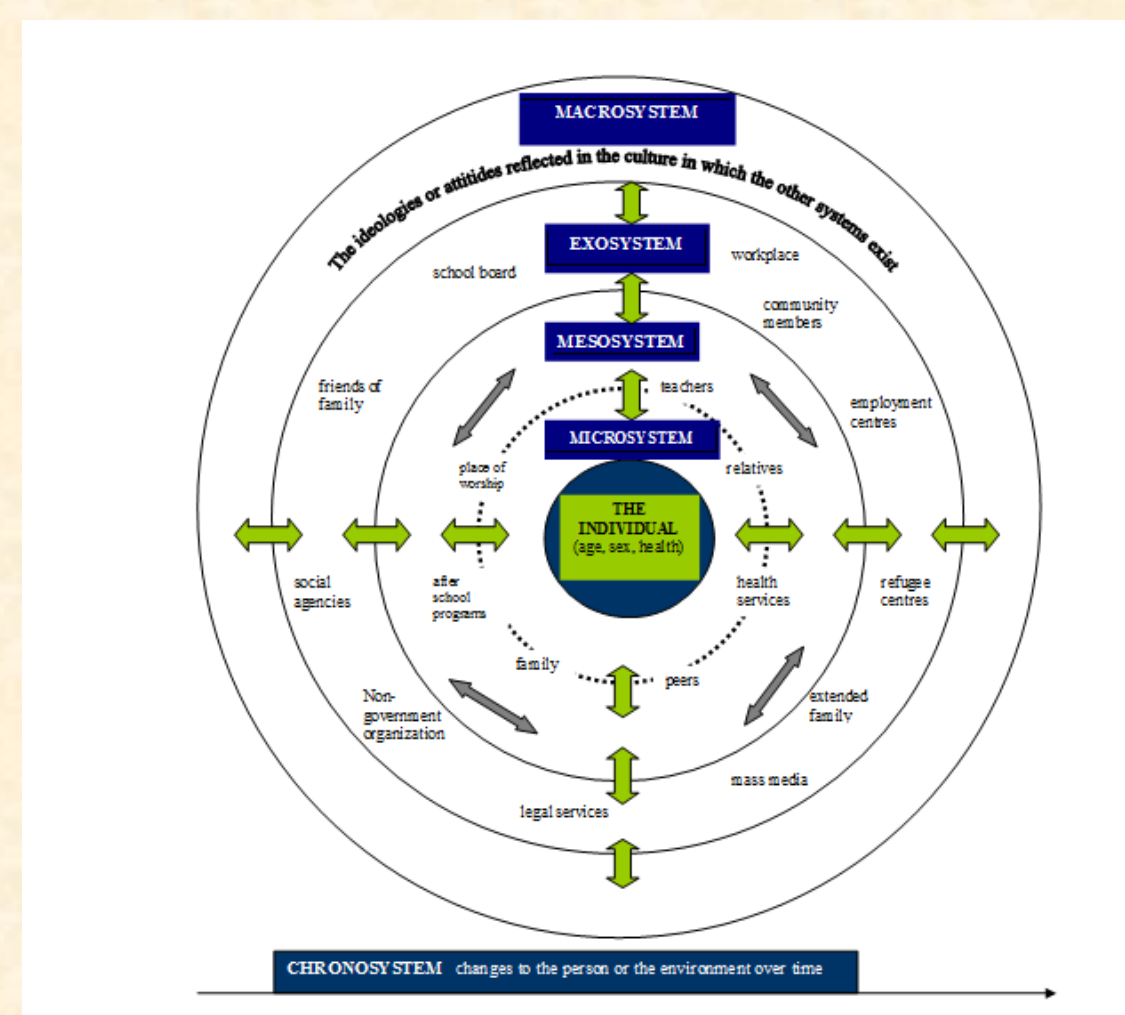 MACROSYSTEM
The ideologies or attitides reflected in the culture in which the other systems exist
EXOSYSTEM
workplace
school board
community
members
MESOSYSTEM
friends of
family
teachers
employment
centres
MICROSYSTEM
place of
worship
relatives
THE
INDIVIDUAL
(age, sex, health)
social
agencies
after
school
programs
health
services
refugee
centres
family
peers
Non-
government
organization
extended
family
mass media
legal services
CHRONOSYSTEM changes to the person or the environment over time